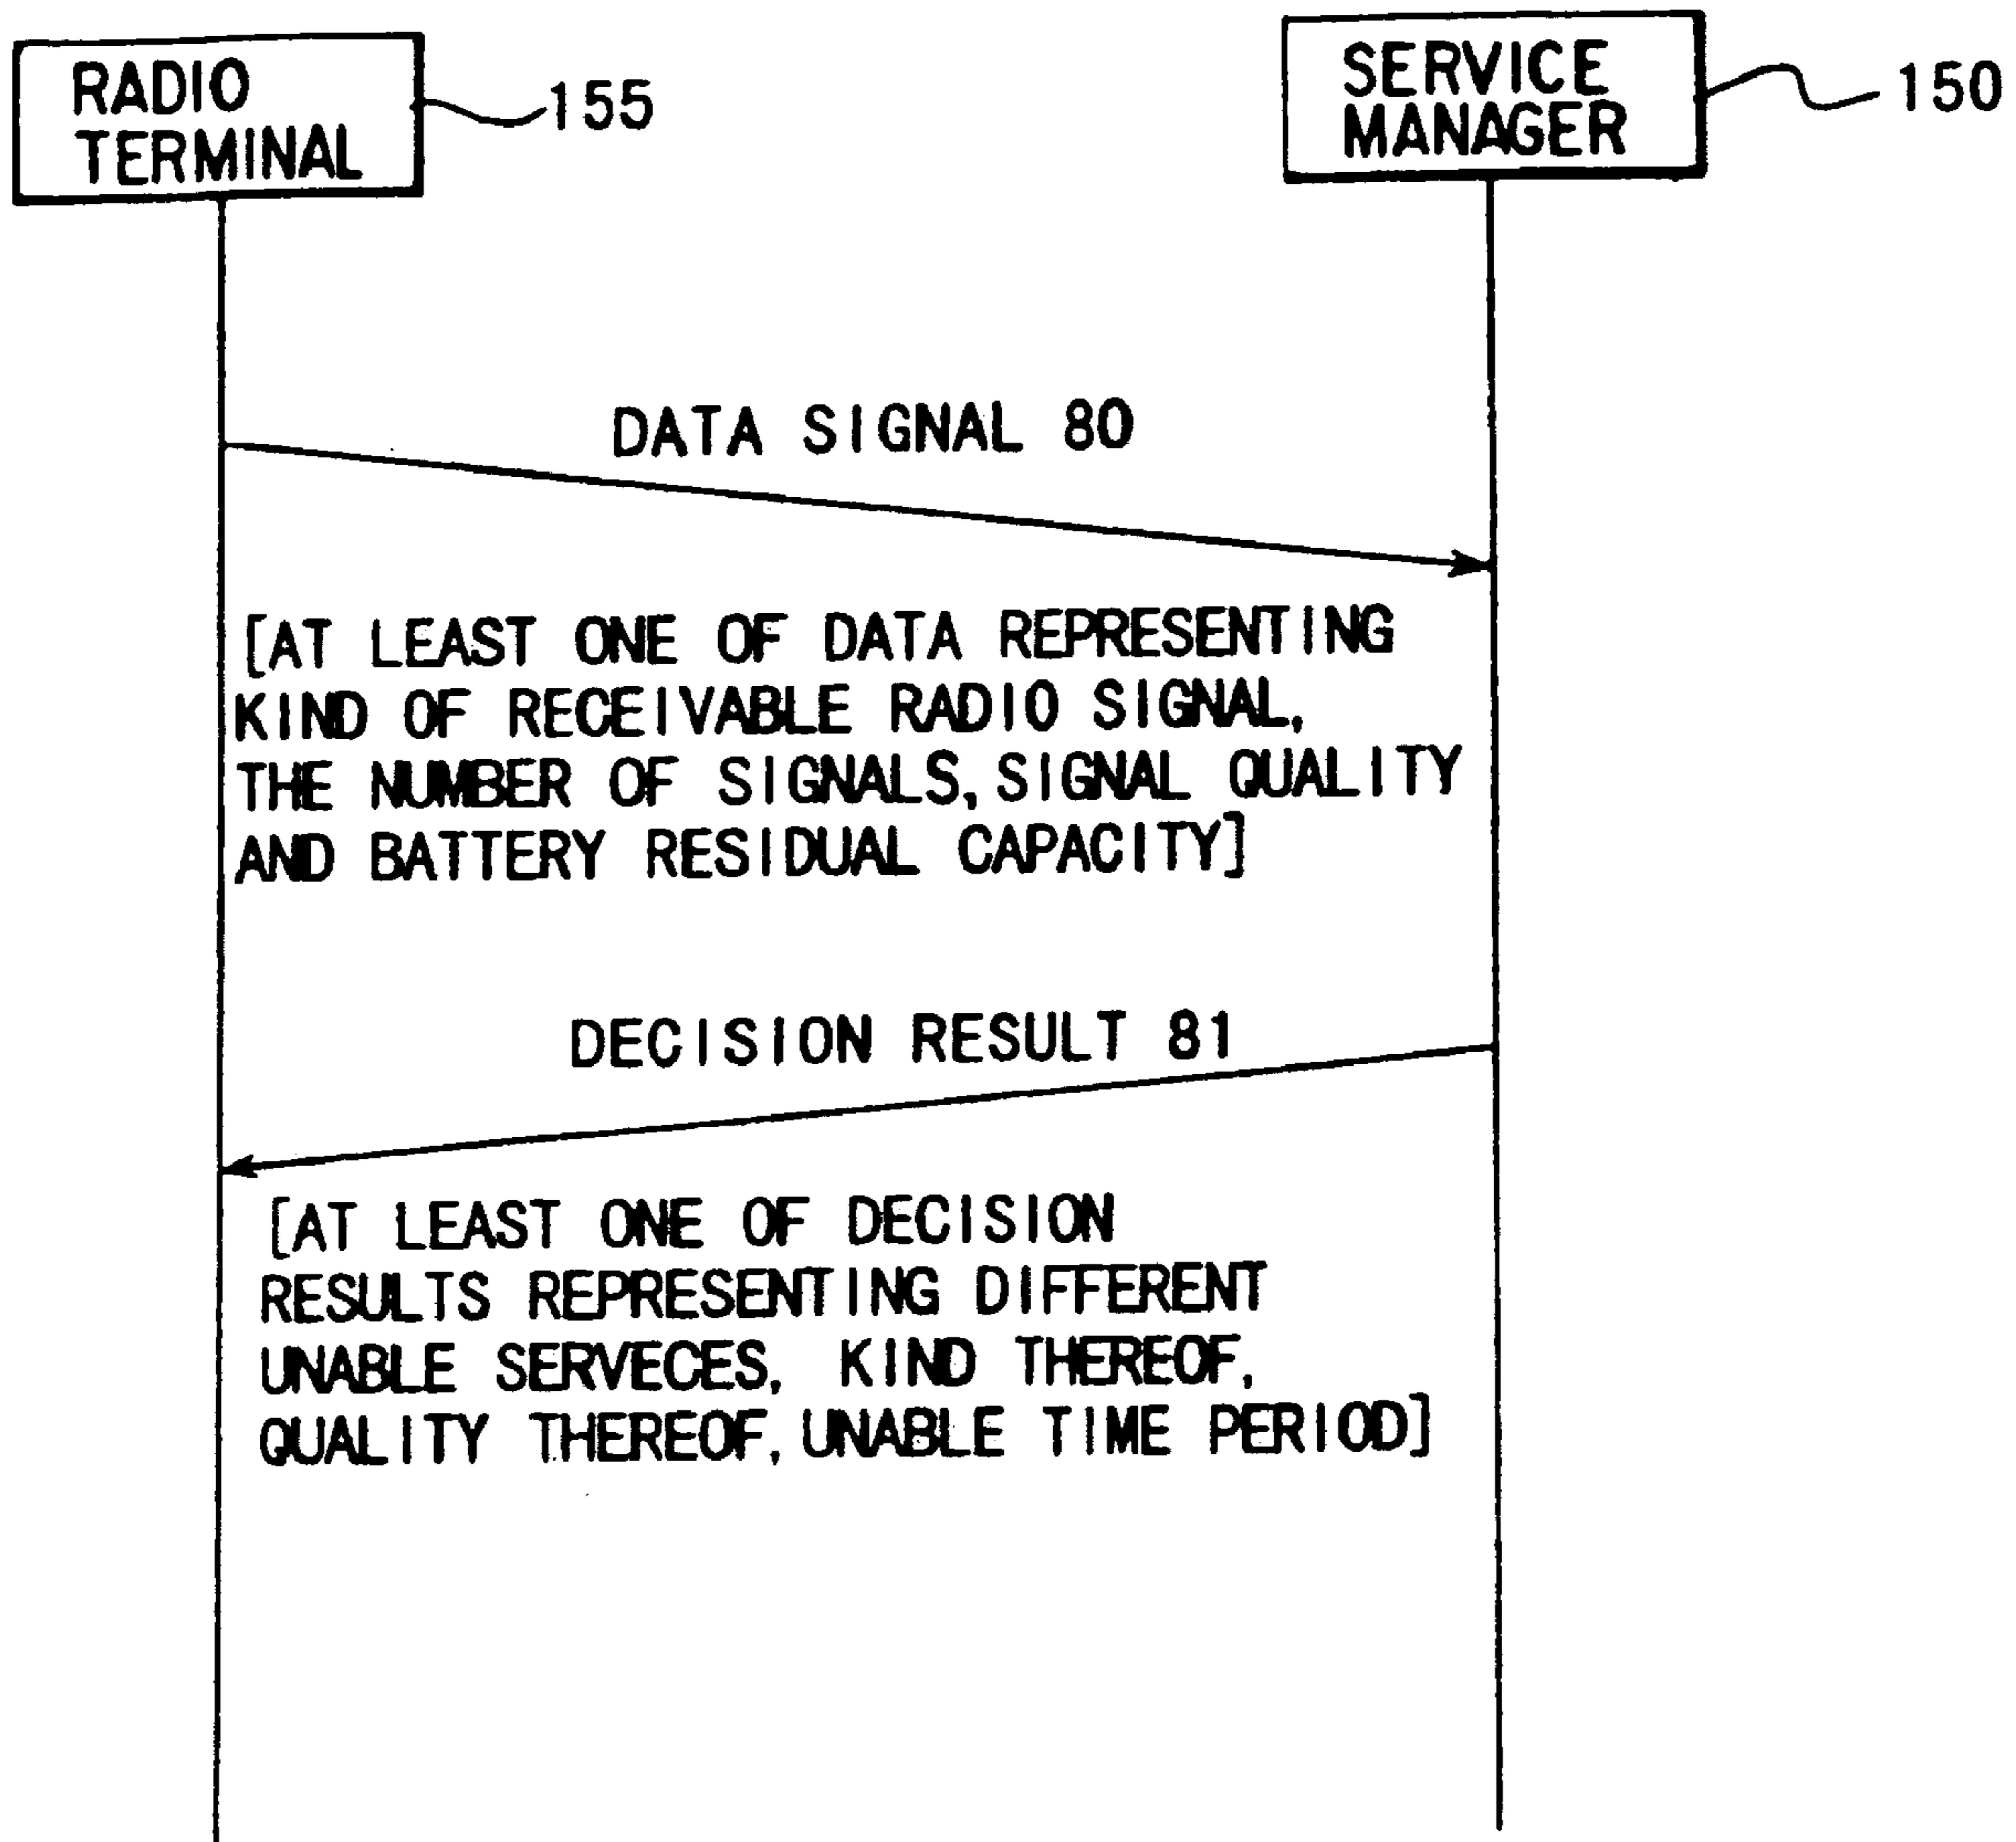 RADIO
TERMINAL
155
SERVICE
MANAGER
150
DATA SIGNAL 80
[AT LEAST ONE OF DATA REPRESENTING
KIND OF RECEIVABLE RADIO SIGNAL,
THE NUMBER OF SIGNALS, SIGNAL QUALITY
AND BATTERY RESIDUAL CAPACITY]
DECISION RESULT 81
[AT LEAST ONE OF DECISION
RESULTS REPRESENTING DIFFERENT
UNABLE SERVECES, KIND THEREOF,
QUALITY THEREOF, UNABLE TIME PERIOD]